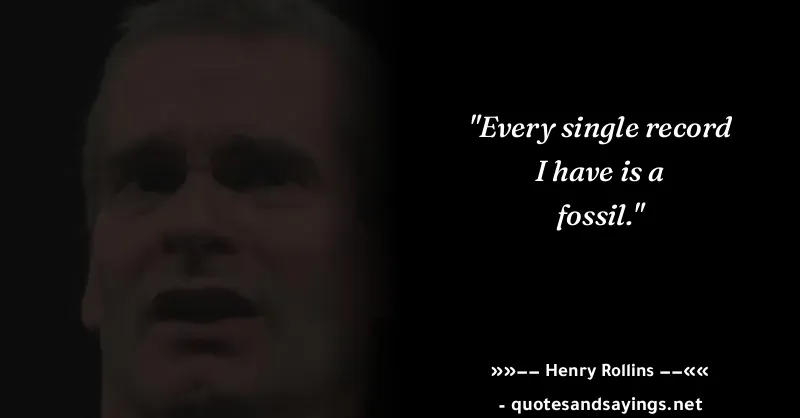 "Every single record
I have is a
fossil."
»»―― Henry Rollins ――««
- quotesandsayings.net